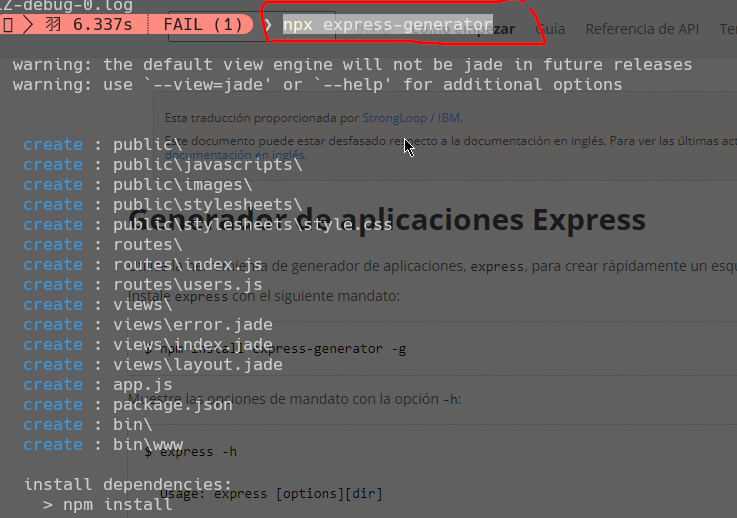 Z-debug-0.log
6.337s FAIL (1) ❯ npx express-generator
ezar Guía Referencia de API Te
warning: the default view engine will not be jade in future releases
warning: use `--view=jade' or `--help' for additional options
Esta traducción proporcionada por StrongLoop / IBM.
Este documento puede estar desfasado respecto a la documentación en inglés. Para ver las últimas act
documentación en inglés.
create : public\
create : public\javascripts\
create : public\images\
create : public\stylesheets\
create : public\stylesheets\style.css
Generador de aplicaciones Express
create : routes\
create : routes\index.js
de generador de aplicaciones, express, para crear rápidamente un esqu
create : routes\users.js
Instale express con el siguiente mandato:
create : views\
create : views\error.jade
create : views\index.jade
$ npm install express-generator -g
create : views\layout.jade
create : app.js
Muestre las opciones de mandato con la opción -h:
create : package.json
create : bin\
create : bin\www
$ express -h
install dependencies:
Usage: express [options][dir]
> npm install